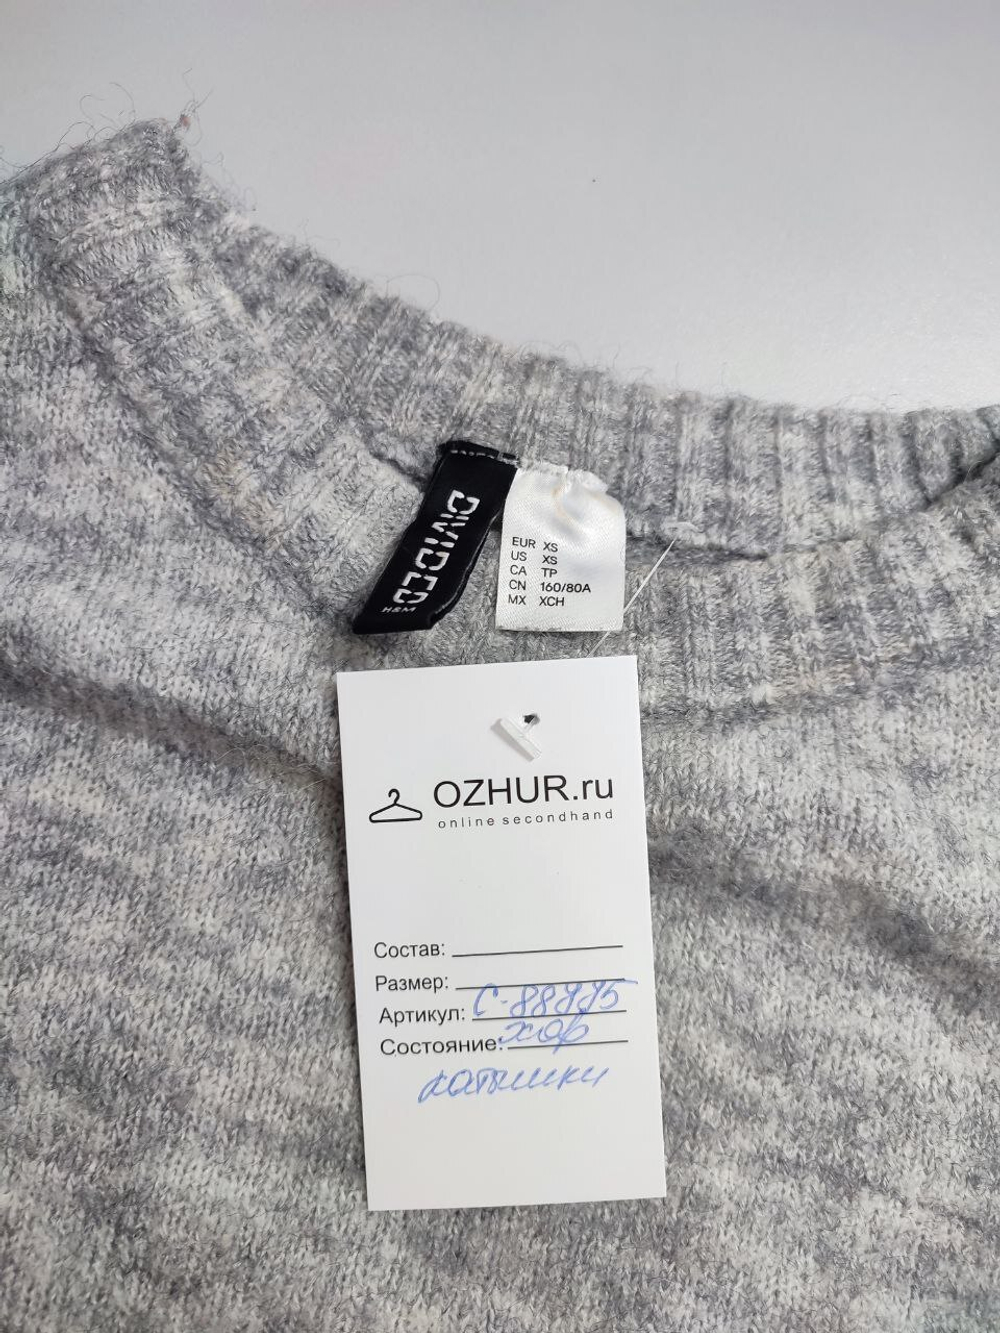 DIVIDED
H&M
EUR XS
US XS
CA TP
CN 160/80A
MX XCH
OZHUR.ru
online secondhand
Состав:
Размер:
Артикул:
Состояние: хор
катышки